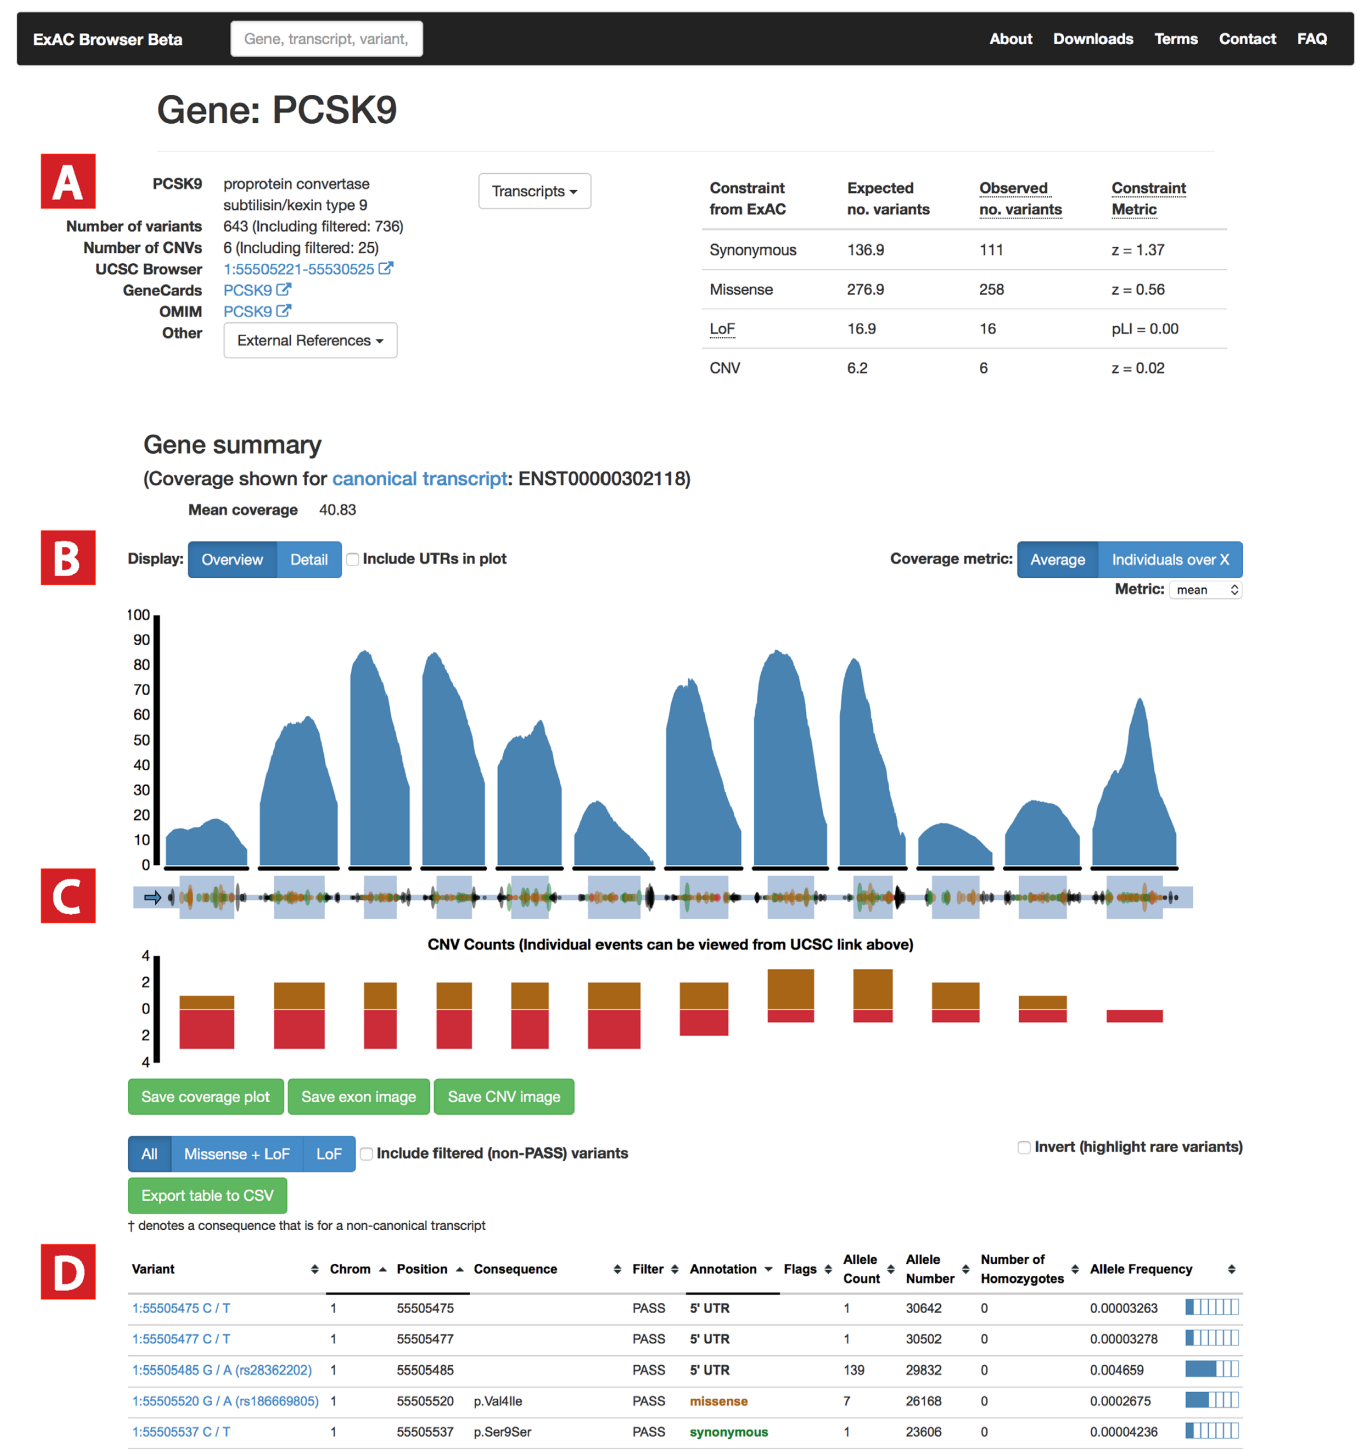 ExAC Browser Beta
Gene, transcript, variant,
About Downloads Terms Contact FAQ
Gene: PCSK9
A
PCSK9 proprotein convertase
subtilisin/kexin type 9
Number of variants 643 (Including filtered: 736)
Number of CNVs 6 (Including filtered: 25)
UCSC Browser 1:55505221-55530525
GeneCards PCSK9
OMIM PCSK9
Other External References
Transcripts
Constraint Expected Observed Constraint
from ExAC no. variants no. variants Metric
Synonymous 136.9 111 z = 1.37
Missense 276.9 258 z = 0.56
LoF 16.9 16 pLI = 0.00
CNV 6.2 6 z = 0.02
Gene summary
(Coverage shown for canonical transcript: ENST00000302118)
Mean coverage 40.83
B
Display: Overview Detail Include UTRs in plot
Coverage metric: Average Individuals over X
Metric: mean
100
90
80
70
60
50
40
30
20
10
0
C
CNV Counts (Individual events can be viewed from UCSC link above)
4
2
0
2
4
Save coverage plot Save exon image Save CNV image
All Missense + LoF LoF Include filtered (non-PASS) variants
Invert (highlight rare variants)
Export table to CSV
† denotes a consequence that is for a non-canonical transcript
D
Variant Chrom Position Consequence Filter Annotation Flags Allele Count Allele Number Number of Homozygotes Allele Frequency
1:55505475 C / T 1 55505475 PASS 5' UTR 1 30642 0 0.00003263
1:55505477 C / T 1 55505477 PASS 5' UTR 1 30502 0 0.00003278
1:55505485 G / A (rs28362202) 1 55505485 PASS 5' UTR 139 29832 0 0.004659
1:55505520 G / A (rs186669805) 1 55505520 p.Val4Ile PASS missense 7 26168 0 0.0002675
1:55505537 C / T 1 55505537 p.Ser9Ser PASS synonymous 1 23606 0 0.00004236